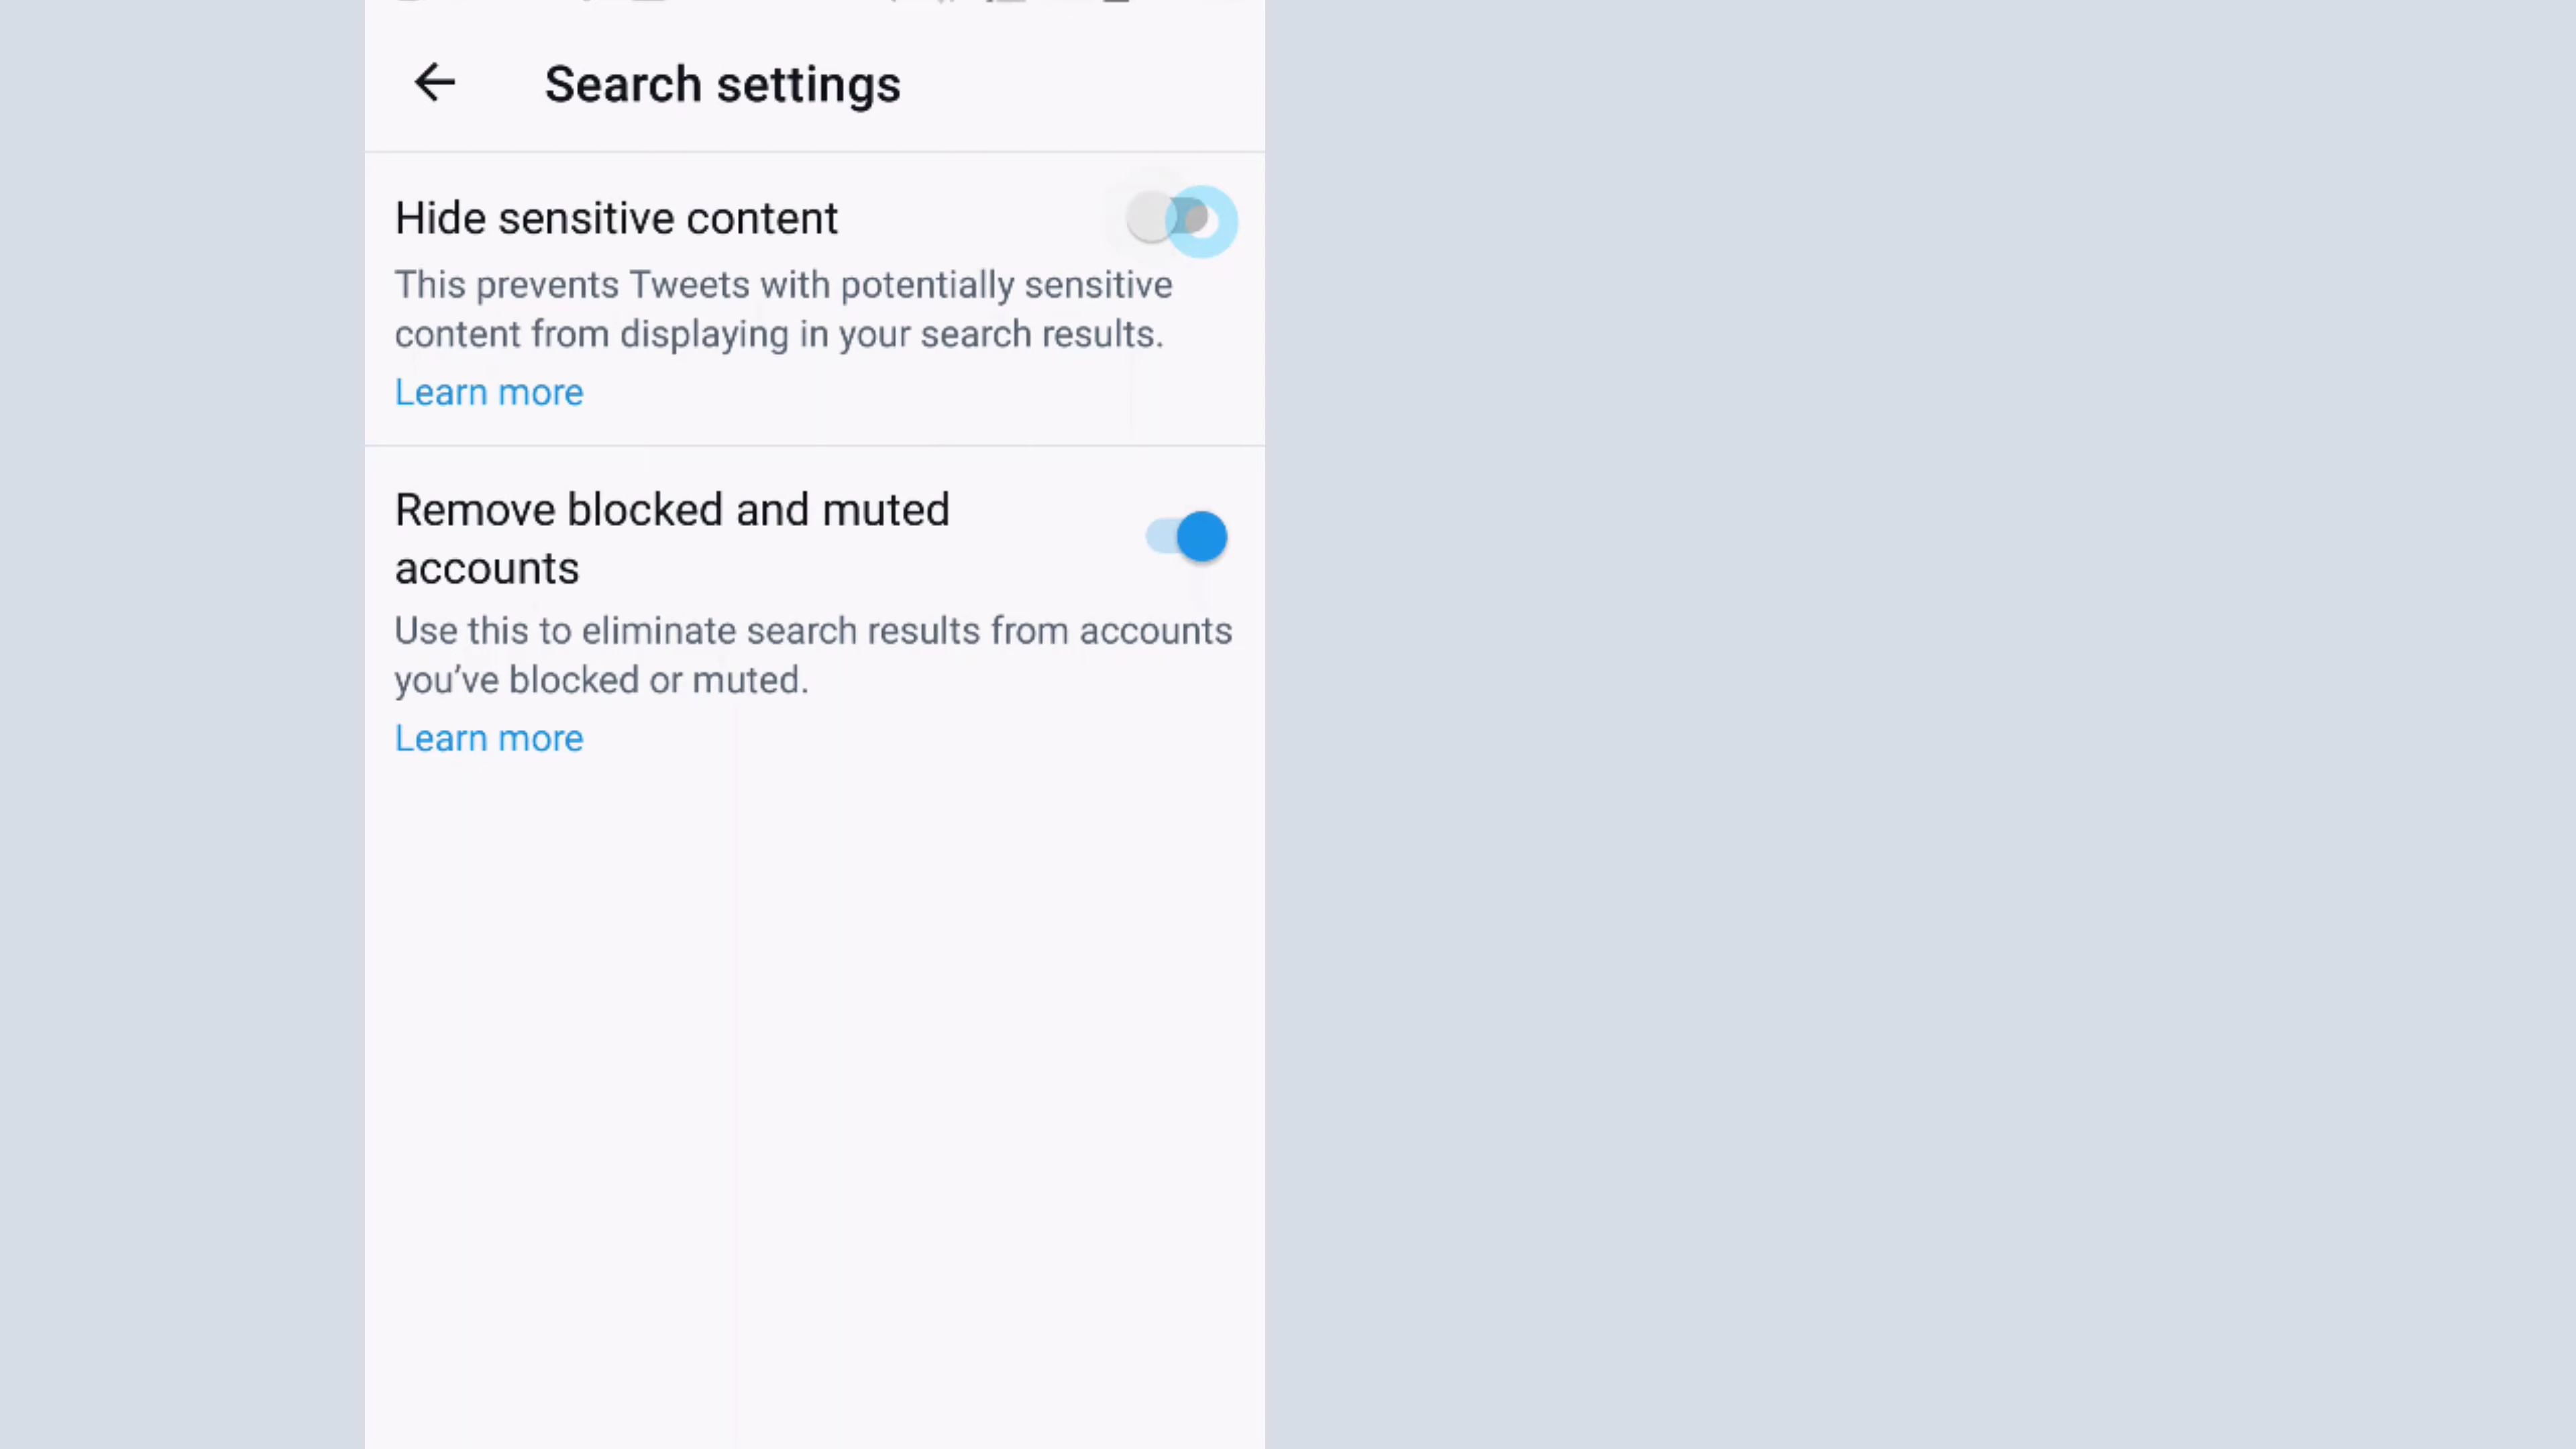 Search settings
Hide sensitive content
This prevents Tweets with potentially sensitive
content from displaying in your search results.
Learn more
Remove blocked and muted
accounts
Use this to eliminate search results from accounts
you’ve blocked or muted.
Learn more